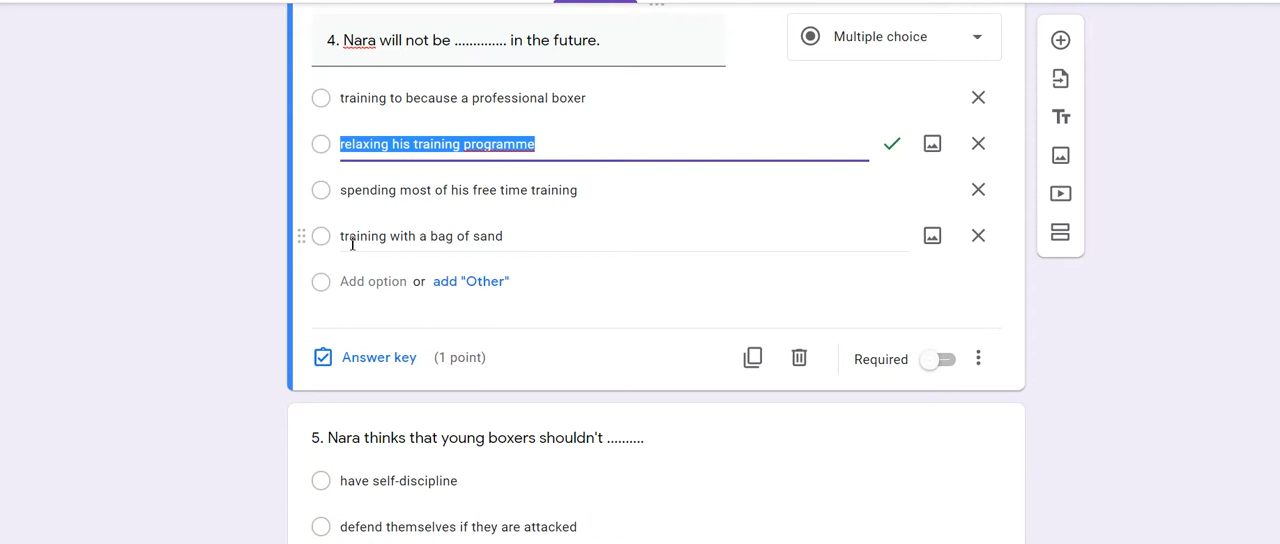 4. Nara will not be .............. in the future.
Multiple choice
training to because a professional boxer
relaxing his training programme
spending most of his free time training
training with a bag of sand
Add option or add "Other"
Answer key (1 point)
Required
5. Nara thinks that young boxers shouldn't ..........
have self-discipline
defend themselves if they are attacked